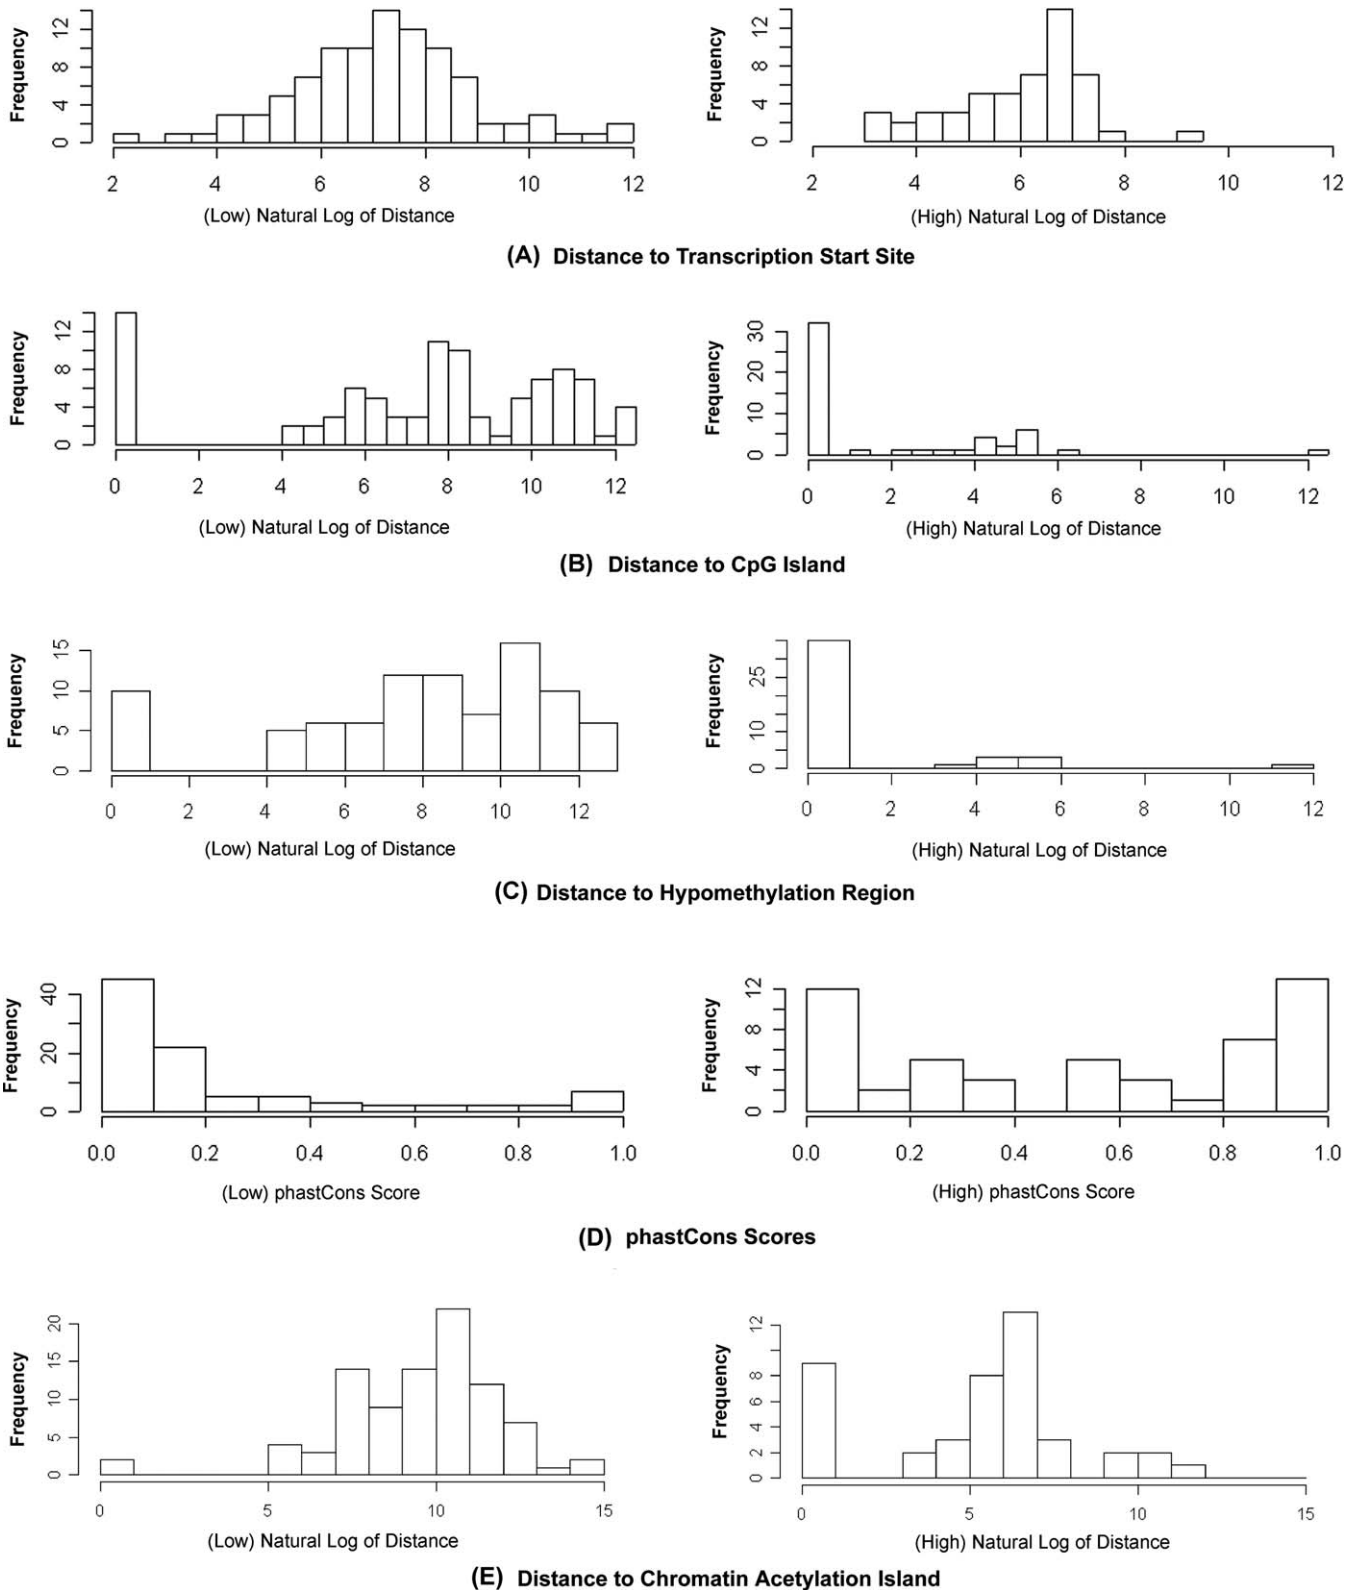 Frequency
0 4 8 12
2 4 6 8 10 12
(Low) Natural Log of Distance
Frequency
0 4 8 12
2 4 6 8 10 12
(High) Natural Log of Distance
(A) Distance to Transcription Start Site
Frequency
0 4 8 12
0 2 4 6 8 10 12
(Low) Natural Log of Distance
Frequency
0 10 20 30
0 2 4 6 8 10 12
(High) Natural Log of Distance
(B) Distance to CpG Island
Frequency
0 5 10 15
0 2 4 6 8 10 12
(Low) Natural Log of Distance
Frequency
0 10 25
0 2 4 6 8 10 12
(High) Natural Log of Distance
(C) Distance to Hypomethylation Region
Frequency
0 20 40
0.0 0.2 0.4 0.6 0.8 1.0
(Low) phastCons Score
Frequency
0 4 8 12
0.0 0.2 0.4 0.6 0.8 1.0
(High) phastCons Score
(D) phastCons Scores
Frequency
0 5 10 15 20
0 5 10 15
(Low) Natural Log of Distance
Frequency
0 2 4 6 8 12
0 5 10 15
(High) Natural Log of Distance
(E) Distance to Chromatin Acetylation Island